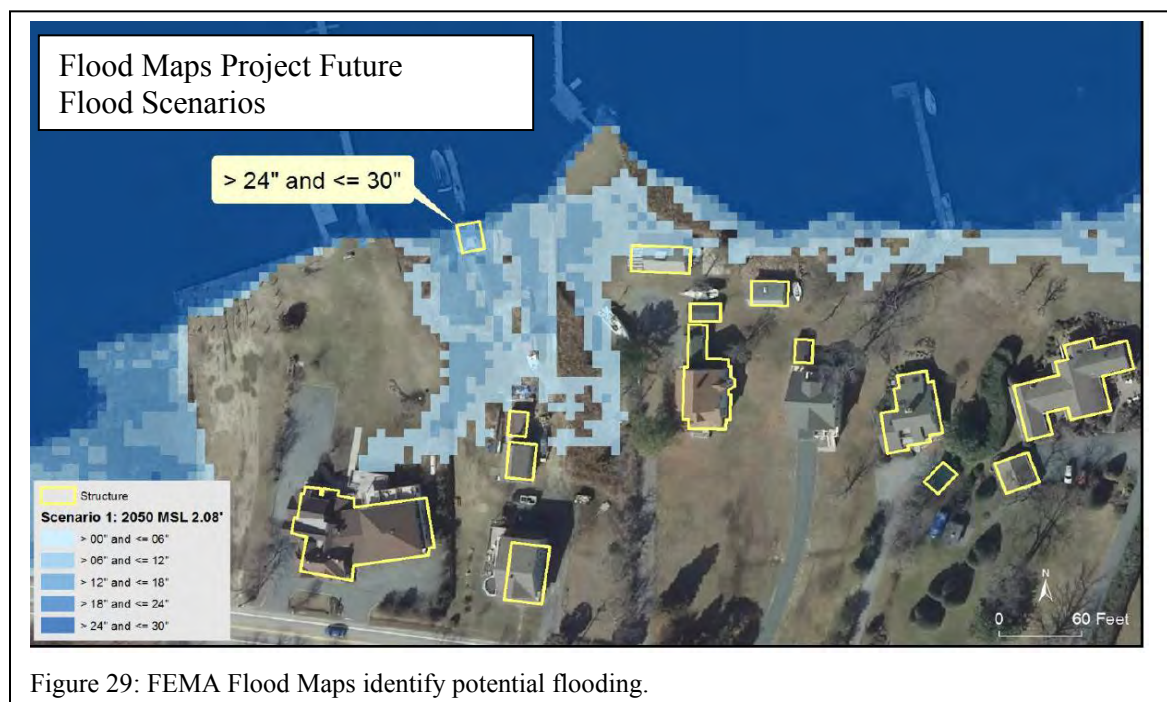 Flood Maps Project Future
Flood Scenarios
> 24" and <= 30"
Structure
Scenario 1: 2050 MSL 2.08'
> 00" and <= 06"
> 06" and <= 12"
> 12" and <= 18"
> 18" and <= 24"
> 24" and <= 30"
N
0 60 Feet
Figure 29: FEMA Flood Maps identify potential flooding.